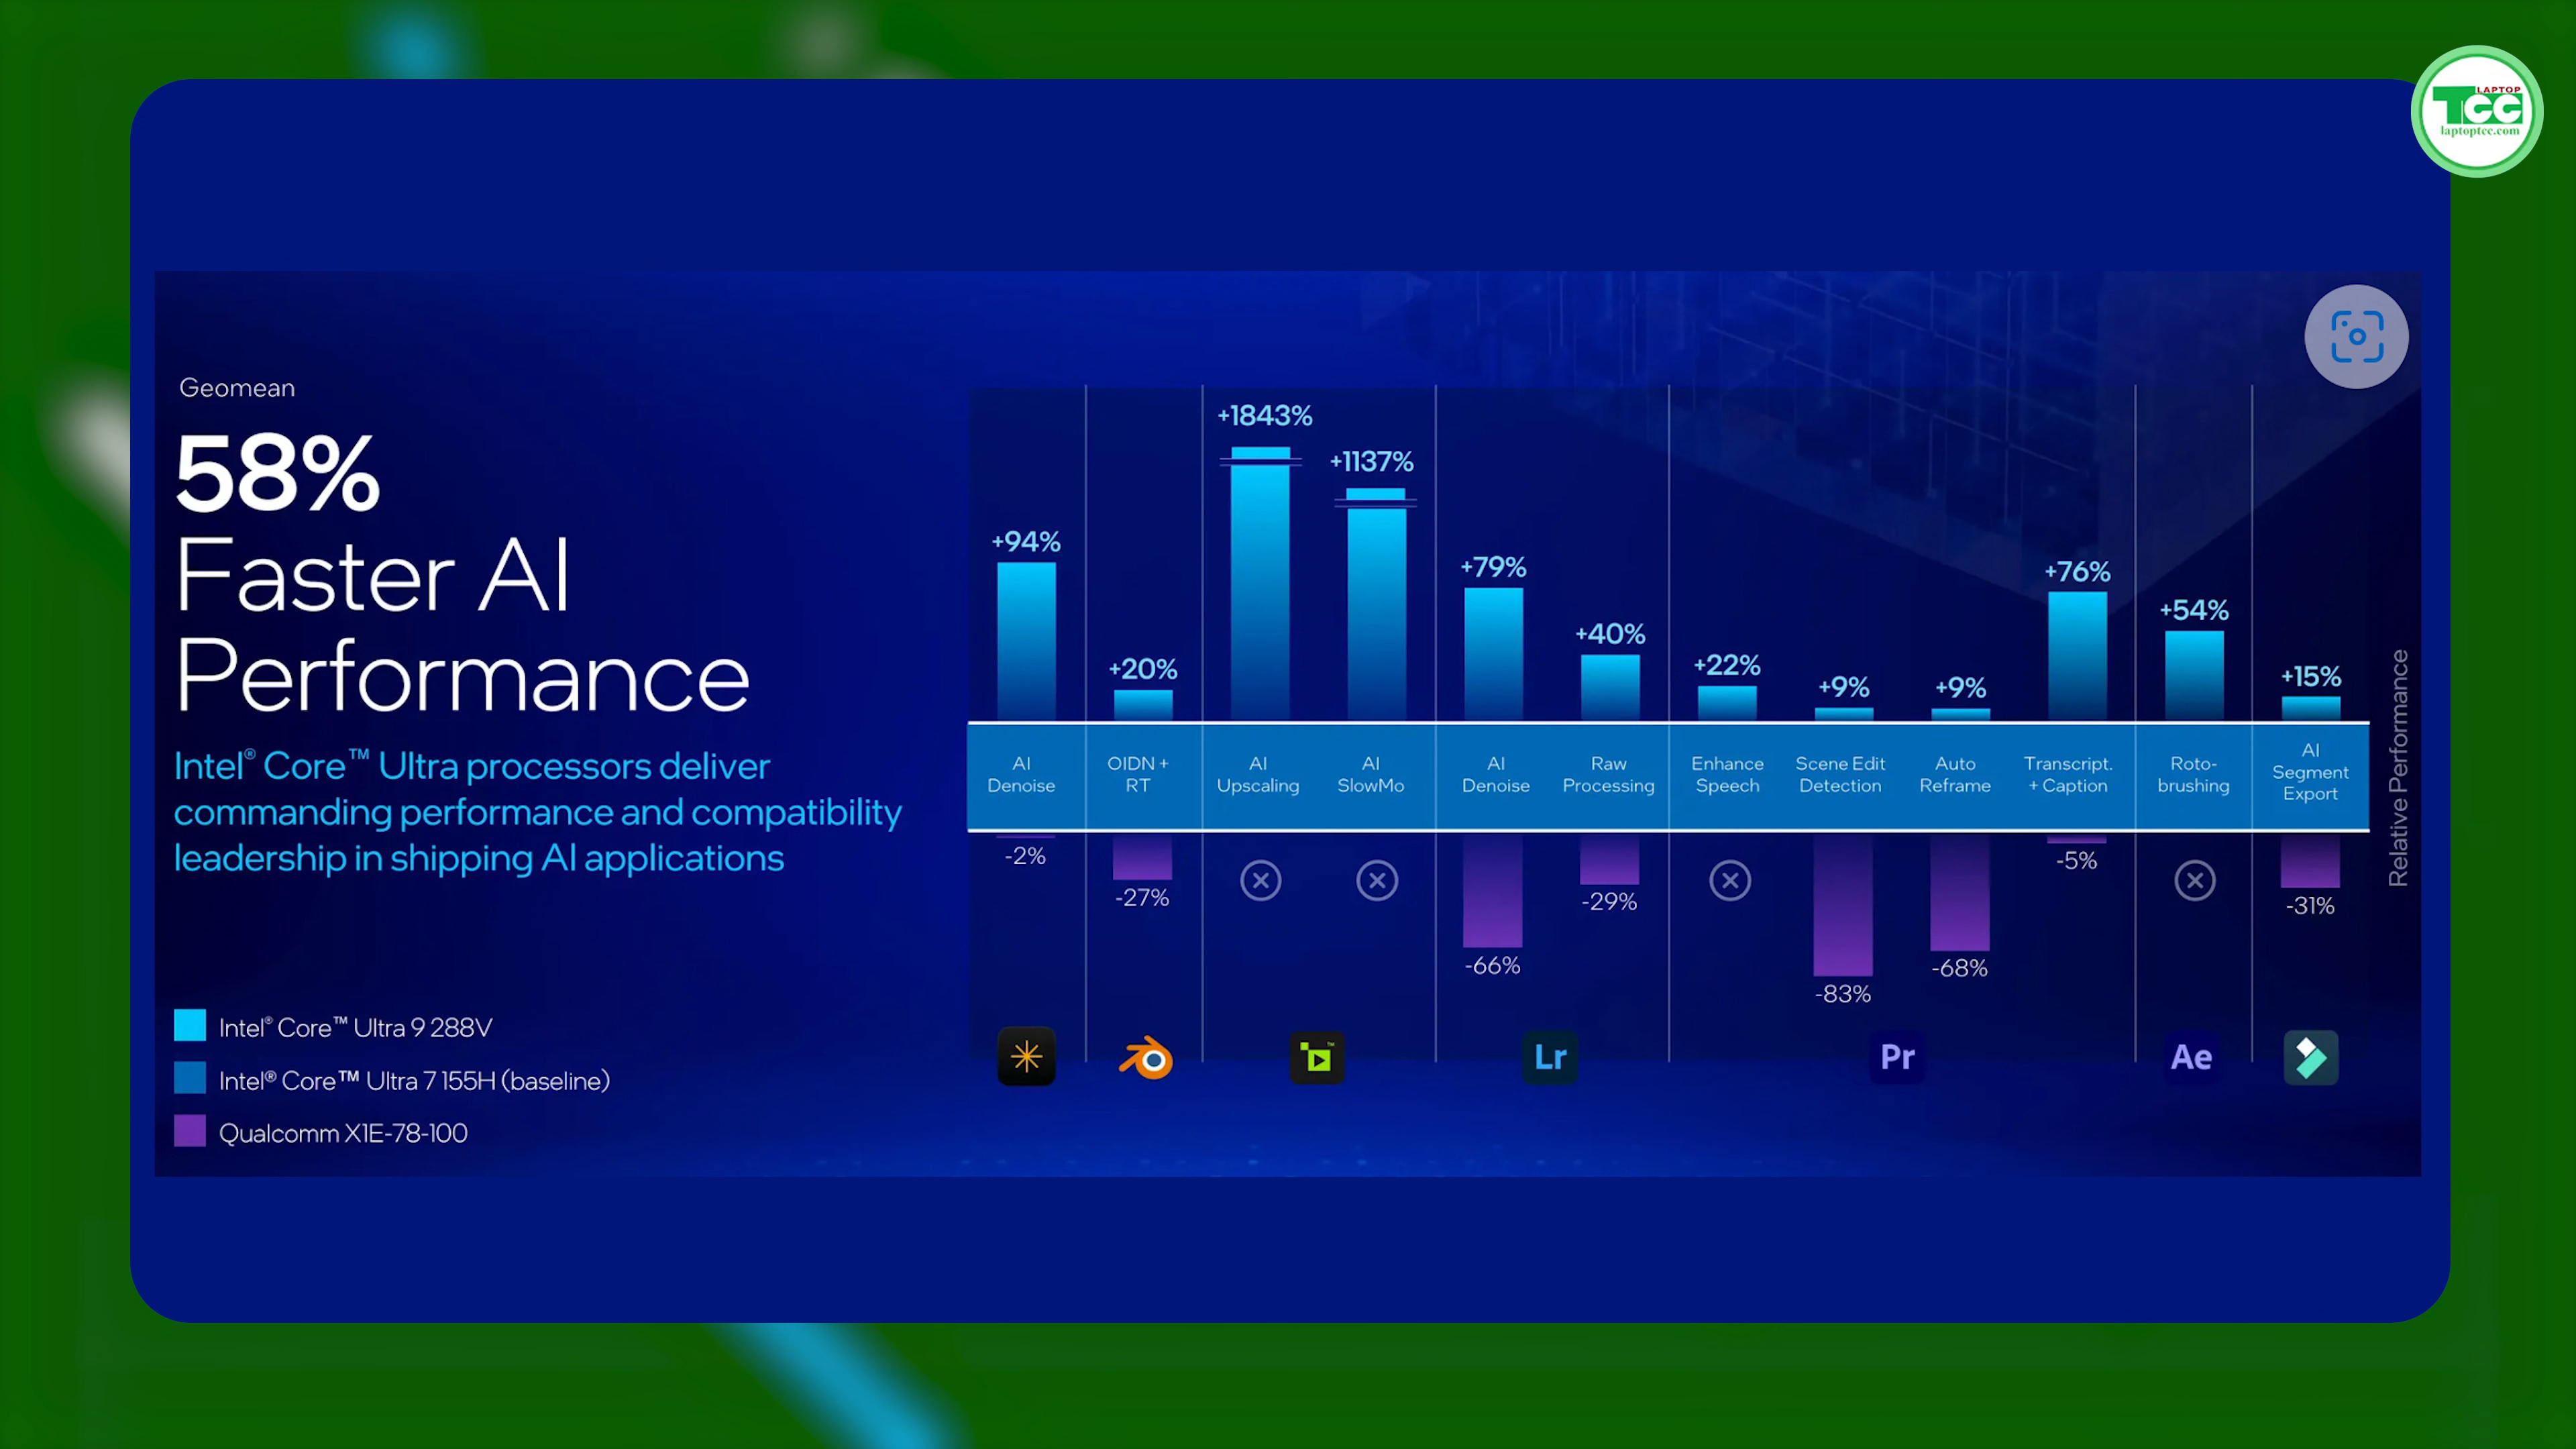 LAPTOP
TCC
laptoptcc.com
Geomean
58%
Faster AI
Performance
Intel® Core™ Ultra processors deliver
commanding performance and compatibility
leadership in shipping AI applications
Intel® Core™ Ultra 9 288V
Intel® Core™ Ultra 7 155H (baseline)
Qualcomm X1E-78-100
+94% +20% +1843% +1137% +79% +40% +22% +9% +9% +76% +54% +15%
AI Denoise
OIDN + RT
AI Upscaling
AI SlowMo
AI Denoise
Raw Processing
Enhance Speech
Scene Edit Detection
Auto Reframe
Transcript. + Caption
Roto-brushing
AI Segment Export
-2% -27% -66% -29% -83% -68% -5% -31%
Lr Pr Ae
Relative Performance